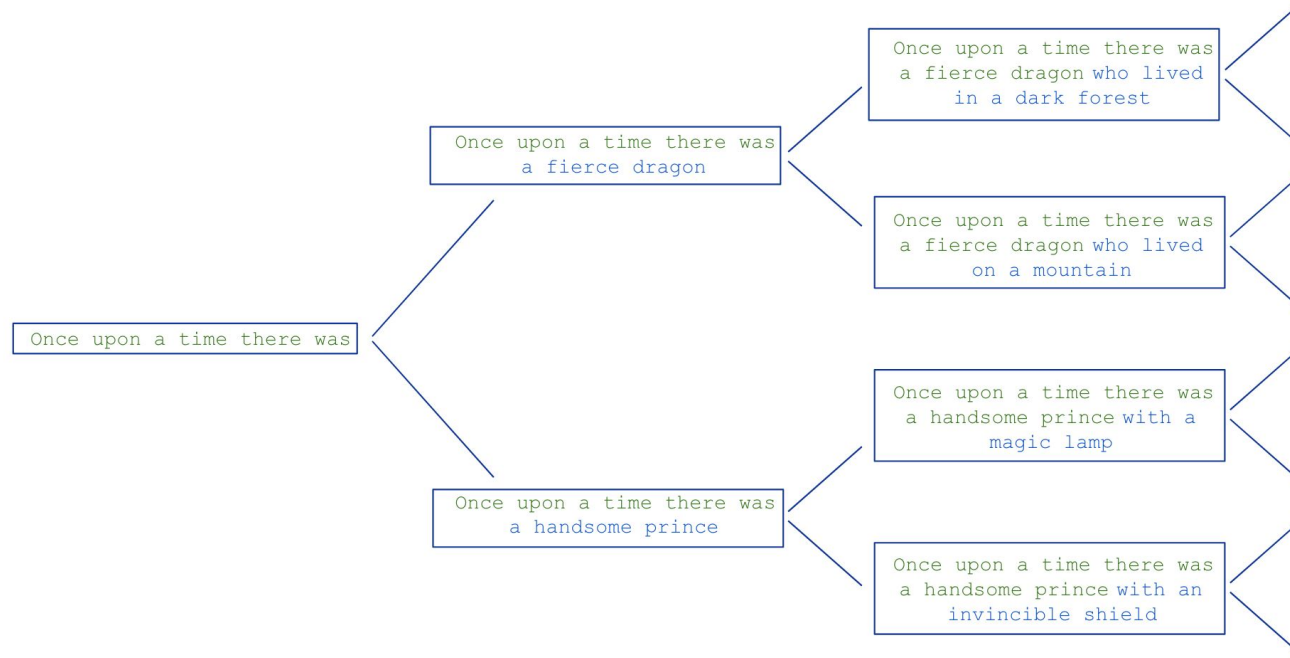 Once upon a time there was
Once upon a time there was
a fierce dragon
Once upon a time there was
a handsome prince
Once upon a time there was
a fierce dragon who lived
in a dark forest
Once upon a time there was
a fierce dragon who lived
on a mountain
Once upon a time there was
a handsome prince with a
magic lamp
Once upon a time there was
a handsome prince with an
invincible shield